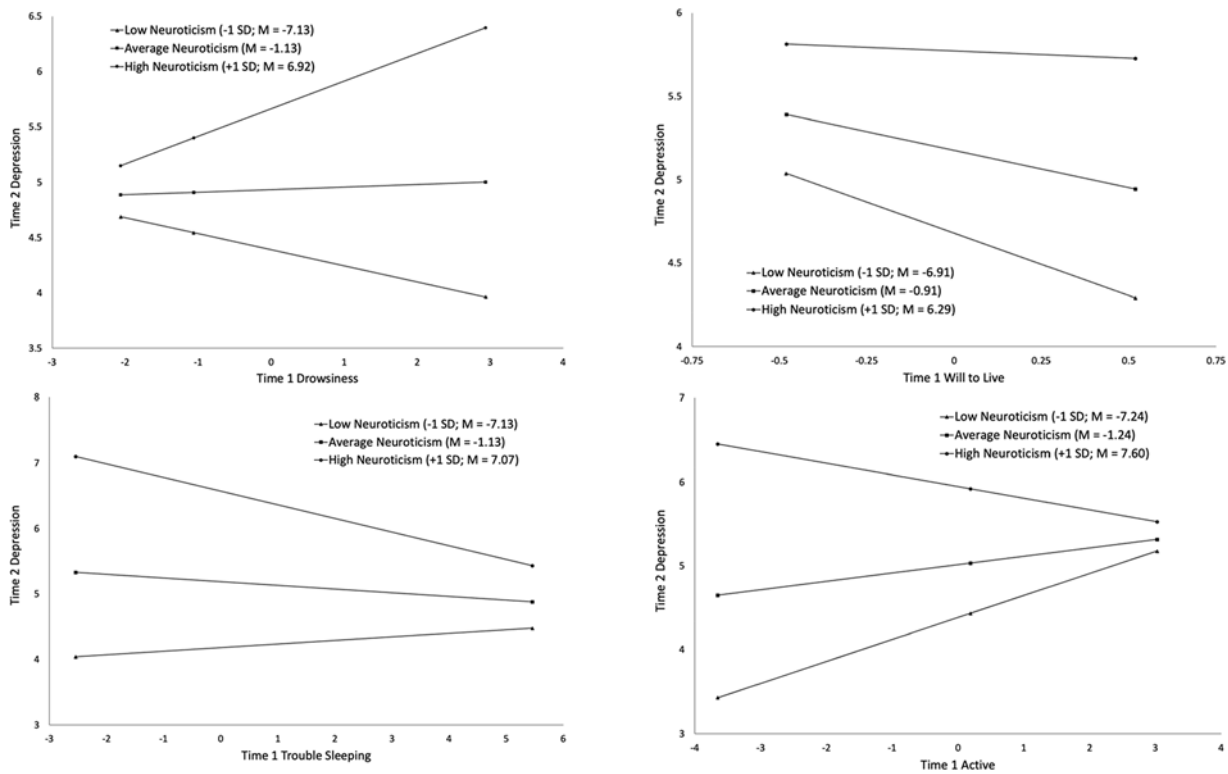 6.5
6
5.5
5
4.5
4
3.5
Time 2 Depression
Low Neuroticism (-1 SD; M = -7.13)
Average Neuroticism (M = -1.13)
High Neuroticism (+1 SD; M = 6.92)
-3 -2 -1 0 1 2 3 4
Time 1 Drowsiness
6
5.5
5
4.5
4
Time 2 Depression
Low Neuroticism (-1 SD; M = -6.91)
Average Neuroticism (M = -0.91)
High Neuroticism (+1 SD; M = 6.29)
-0.75 -0.5 -0.25 0 0.25 0.5 0.75
Time 1 Will to Live
8
7
6
5
4
3
Time 2 Depression
Low Neuroticism (-1 SD; M = -7.13)
Average Neuroticism (M = -1.13)
High Neuroticism (+1 SD; M = 7.07)
-3 -2 -1 0 1 2 3 4 5 6
Time 1 Trouble Sleeping
7
6
5
4
3
Time 2 Depression
Low Neuroticism (-1 SD; M = -7.24)
Average Neuroticism (M = -1.24)
High Neuroticism (+1 SD; M = 7.60)
-4 -3 -2 -1 0 1 2 3 4
Time 1 Active